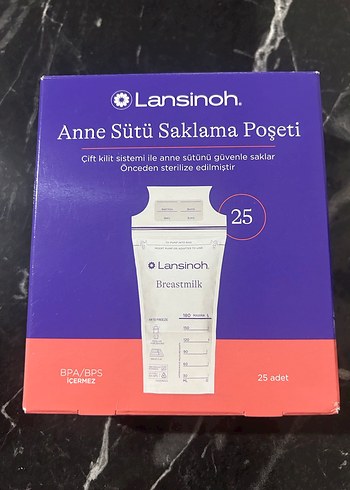 Lansinoh.
Anne Sütü Saklama Poşeti
Çift kilit sistemi ile anne sütünü güvenle saklar
Önceden sterilize edilmiştir
25
Lansinoh.
Breastmilk
180
BPA/BPS
İÇERMEZ
25 adet